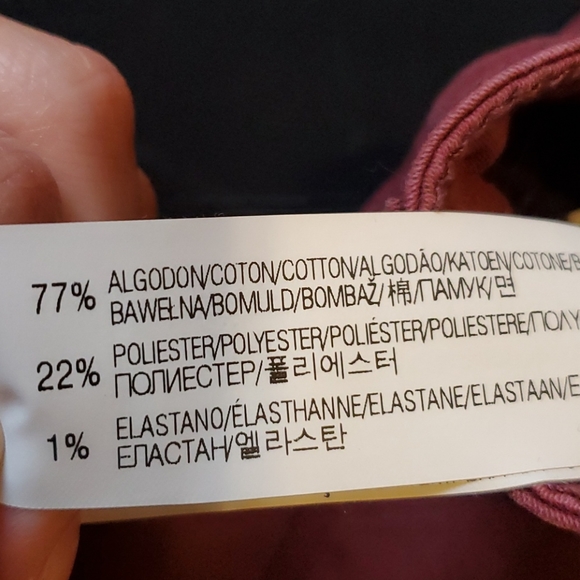 77% ALGODON/COTON/COTTON/ALGODÃO/KATOEN/COTONE/
BAWEŁNA/BOMULD/BOMBAŽ/棉/ПАМУК/면
22% POLIESTER/POLYESTER/POLIÉSTER/POLIESTERE/ΠΟΛΥ
ПОЛИЕСТЕР/폴리에스터
1% ELASTANO/ÉLASTHANNE/ELASTANE/ELASTAAN/
ЕЛАСТАН/엘라스탄